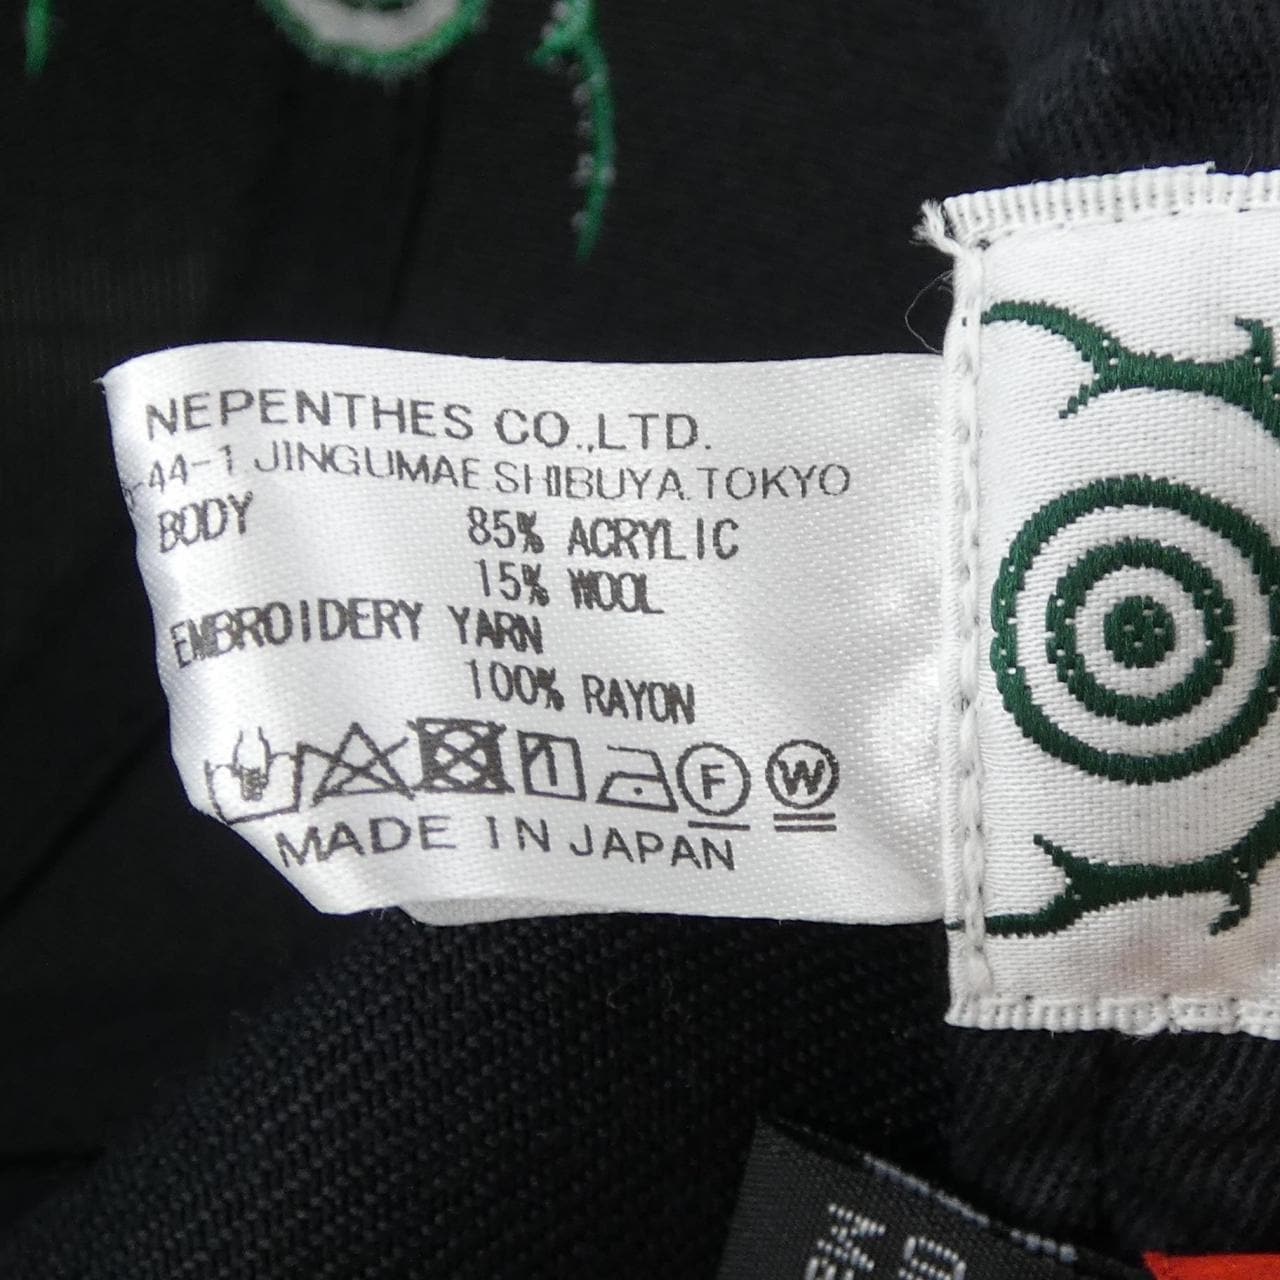 NEPENTHES CO.,LTD.
-44-1 JINGUMAE SHIBUYA TOKYO
BODY 85% ACRYLIC
15% WOOL
EMBROIDERY YARN
100% RAYON
F W
MADE IN JAPAN